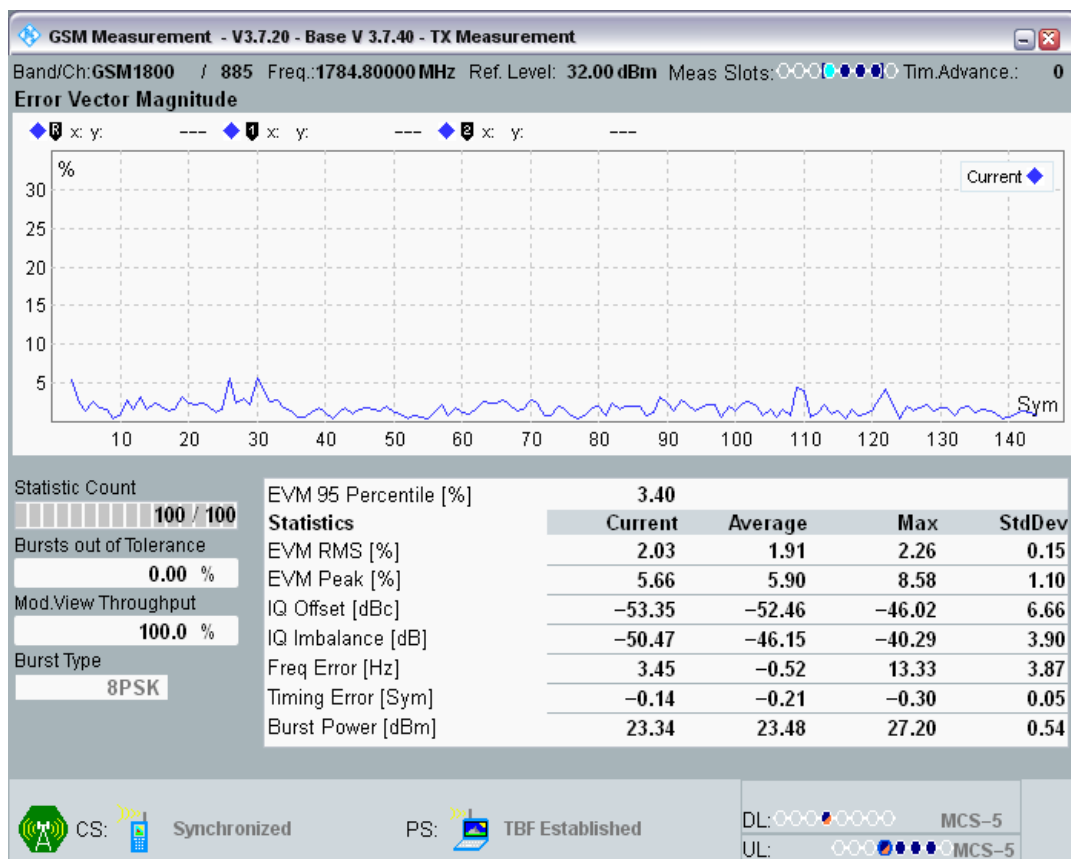 GSM Measurement - V3.7.20 - Base V 3.7.40 - TX Measurement
Band/Ch:GSM1800 / 885 Freq.:1784.80000 MHz Ref. Level: 32.00 dBm Meas Slots: Tim.Advance.: 0
Error Vector Magnitude
R x: y: --- 1 x: y: --- 2 x: y: ---
%
Current
30
25
20
15
10
5
Sym
10 20 30 40 50 60 70 80 90 100 110 120 130 140
Statistic Count
100 / 100
Bursts out of Tolerance
0.00 %
Mod.View Throughput
100.0 %
Burst Type
8PSK
EVM 95 Percentile [%] 3.40
Statistics Current Average Max StdDev
EVM RMS [%] 2.03 1.91 2.26 0.15
EVM Peak [%] 5.66 5.90 8.58 1.10
IQ Offset [dBc] −53.35 −52.46 −46.02 6.66
IQ Imbalance [dB] −50.47 −46.15 −40.29 3.90
Freq Error [Hz] 3.45 −0.52 13.33 3.87
Timing Error [Sym] −0.14 −0.21 −0.30 0.05
Burst Power [dBm] 23.34 23.48 27.20 0.54
CS: Synchronized PS: TBF Established
DL: MCS−5
UL: MCS−5